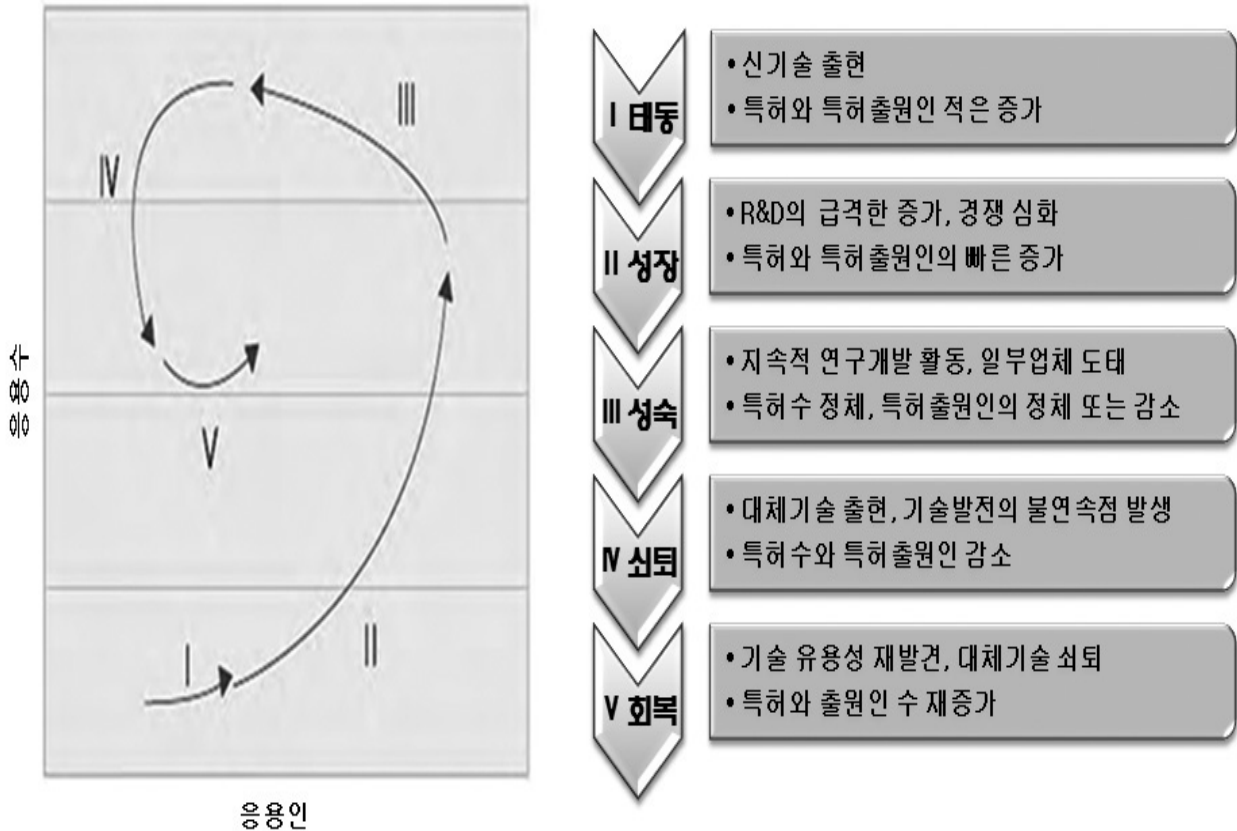 III
IV
V
I
II
응용수
응용인
I 태동
• 신기술 출현
• 특허와 특허출원인 적은 증가
II 성장
• R&D의 급격한 증가, 경쟁 심화
• 특허와 특허출원인의 빠른 증가
III 성숙
• 지속적 연구개발 활동, 일부업체 도태
• 특허수 정체, 특허출원인의 정체 또는 감소
IV 쇠퇴
• 대체기술 출현, 기술발전의 불연속점 발생
• 특허수와 특허출원인 감소
V 회복
• 기술 유용성 재발견, 대체기술 쇠퇴
• 특허와 출원인 수 재증가